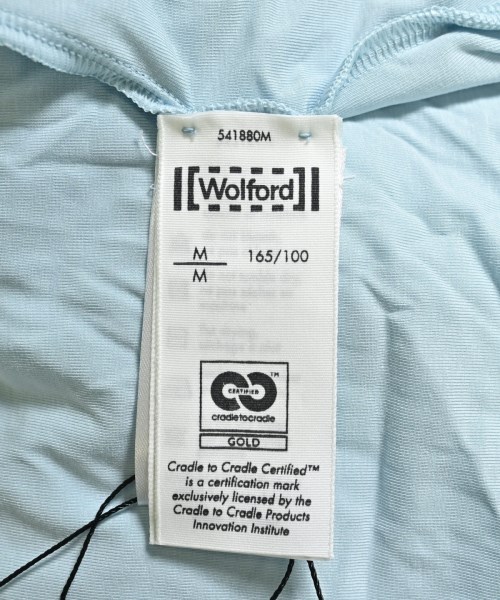 541880M
Wolford
M 165/100
M
TM
CERTIFIED
cradletocradle
GOLD
Cradle to Cradle Certified™
is a certification mark
exclusively licensed by the
Cradle to Cradle Products
Innovation Institute